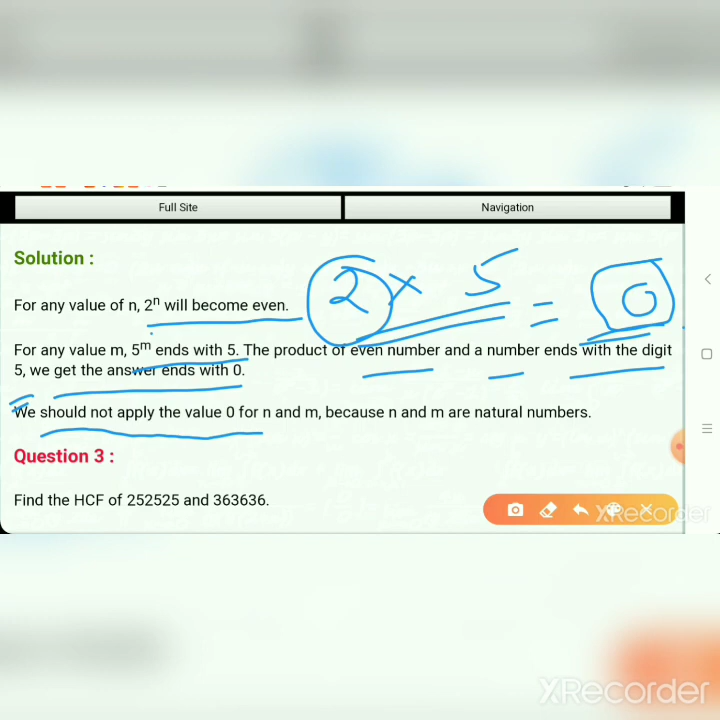 Full Site
Navigation
Solution :
2 × 5 = 0
For any value of n, 2ⁿ will become even.
For any value m, 5ᵐ ends with 5. The product of even number and a number ends with the digit
5, we get the answer ends with 0.
We should not apply the value 0 for n and m, because n and m are natural numbers.
Question 3 :
Find the HCF of 252525 and 363636.
XRecorder
XRecorder